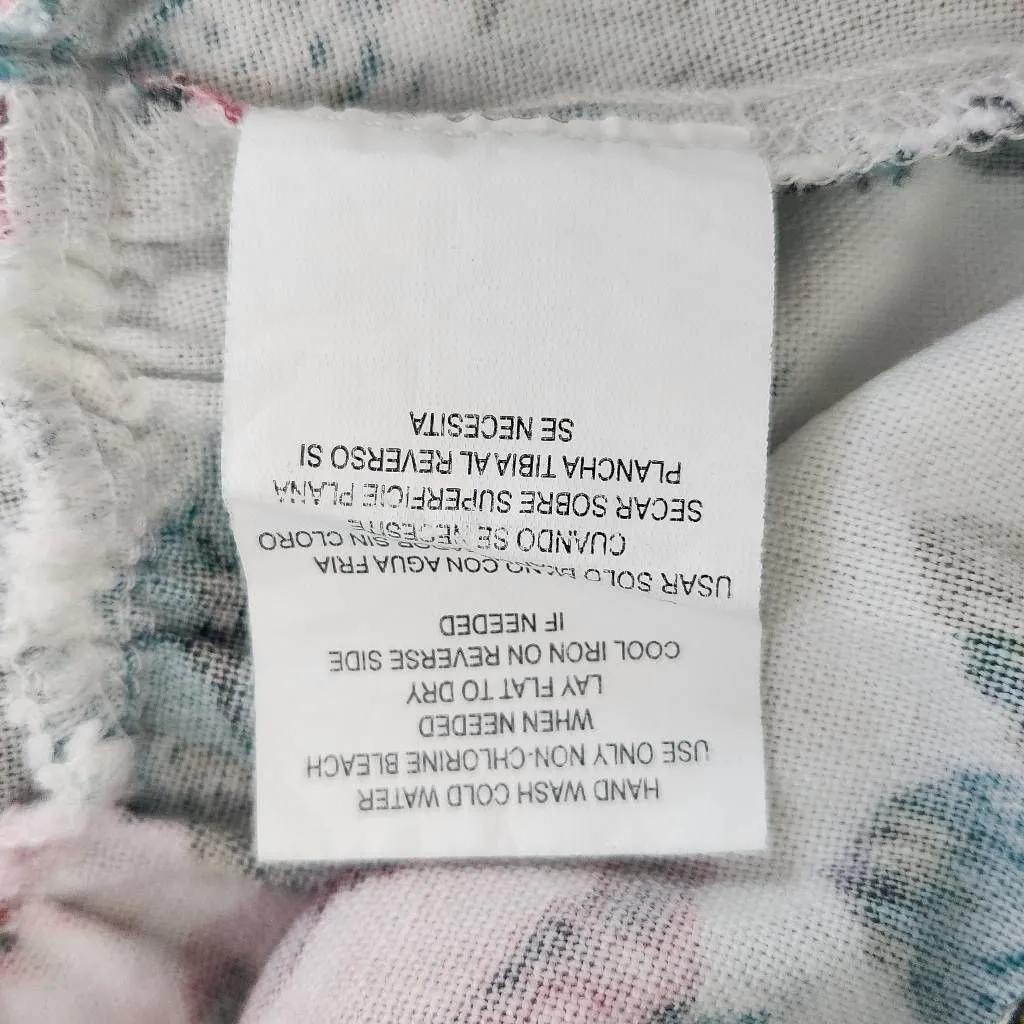 HAND WASH COLD WATER
USE ONLY NON-CHLORINE BLEACH
WHEN NEEDED
LAY FLAT TO DRY
COOL IRON ON REVERSE SIDE
IF NEEDED
CON AGUA FRIA
USAR SOLO SIN CLORO
CUANDO SE NECESITE
SECAR SOBRE SUPERFICIE PLANA
PLANCHA TIBIA AL REVERSO SI
SE NECESITA